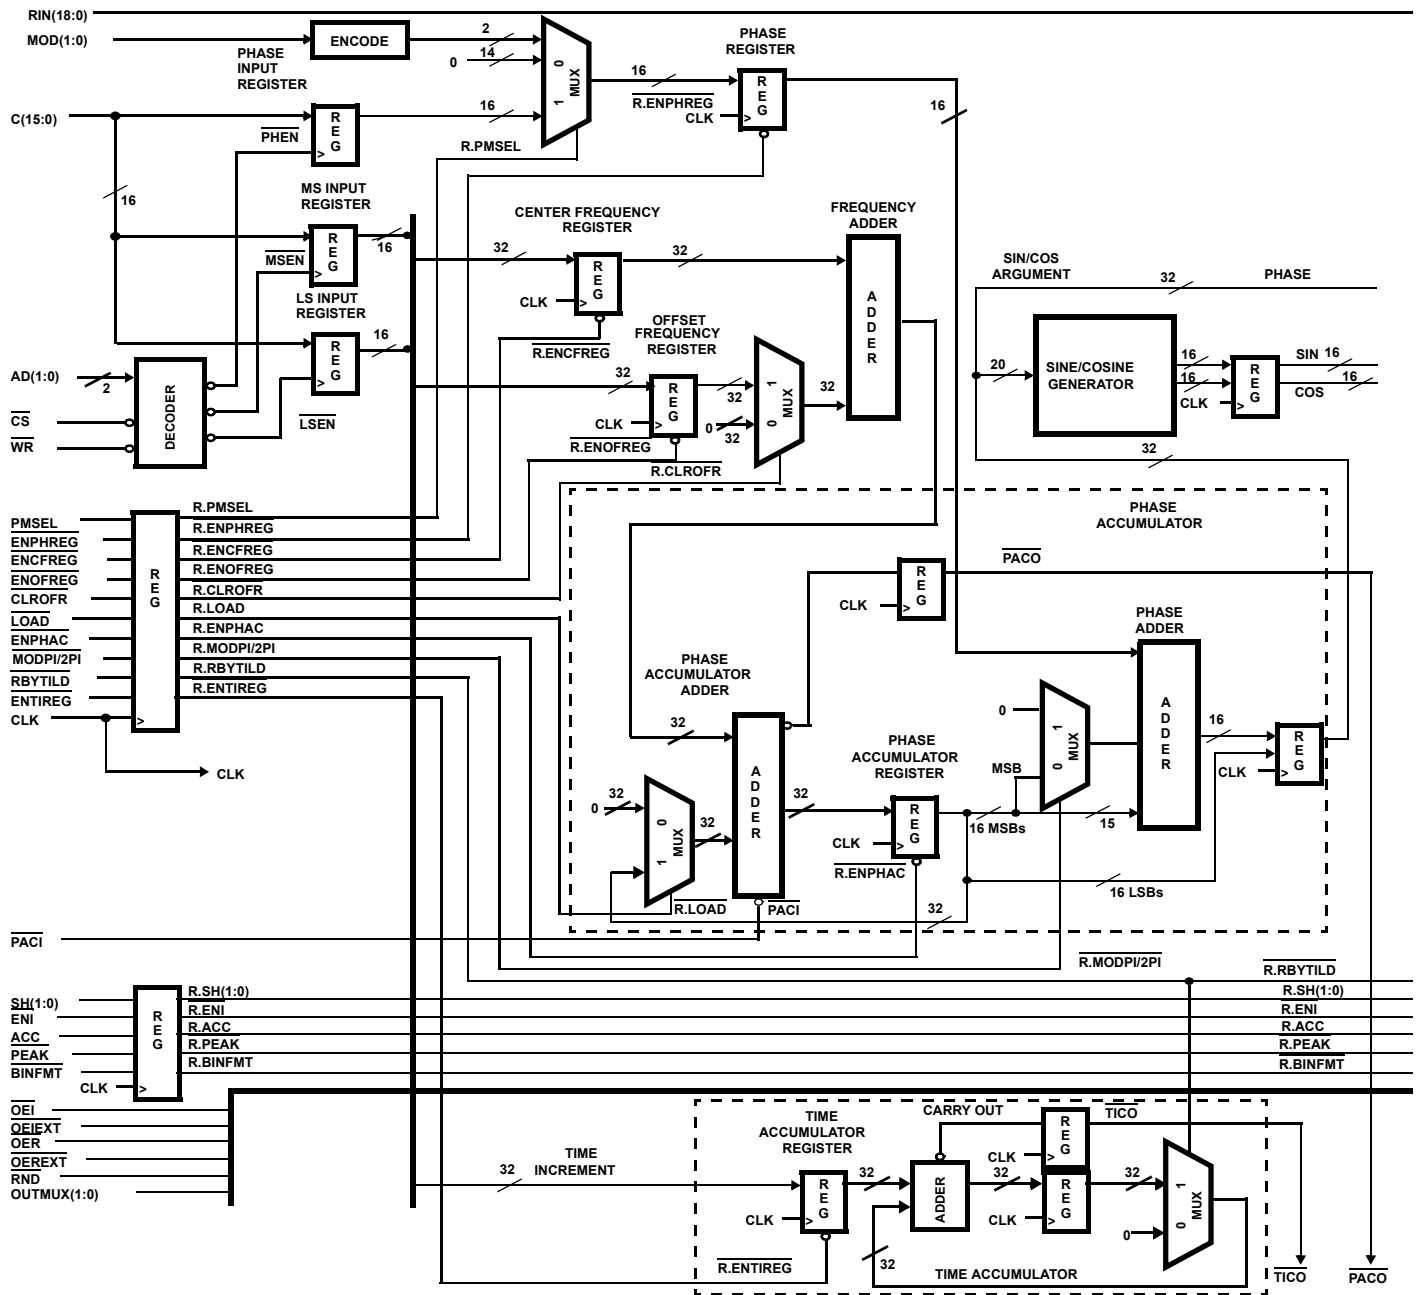 RIN(18:0)
MOD(1:0)
ENCODE
PHASE
INPUT
REGISTER
2
0
14
16
0
1
MUX
R.PMSEL
16
PHASE
REGISTER
R.ENPHREG
CLK
REG
>
16
C(15:0)
PHEN
REG
>
16
MS INPUT
REGISTER
MSEN
REG
>
16
LS INPUT
REGISTER
LSEN
REG
>
16
AD(1:0)
2
CS
WR
DECODER
CENTER FREQUENCY
REGISTER
32
CLK
REG
>
32
R.ENCFREG
OFFSET
FREQUENCY
REGISTER
32
CLK
REG
>
32
0
32
R.ENOFREG
R.CLROFR
1
0
MUX
32
FREQUENCY
ADDER
ADDER
SIN/COS
ARGUMENT
32
PHASE
20
SINE/COSINE
GENERATOR
16
16
CLK
REG
>
SIN
16
COS
16
32
PMSEL
ENPHREG
ENCFREG
ENOFREG
CLROFR
LOAD
ENPHAC
MODPI/2PI
RBYTILD
ENTIREG
CLK
REG
>
CLK
R.PMSEL
R.ENPHREG
R.ENCFREG
R.ENOFREG
R.CLROFR
R.LOAD
R.ENPHAC
R.MODPI/2PI
R.RBYTILD
R.ENTIREG
PHASE
ACCUMULATOR
PACO
CLK
REG
>
PHASE
ADDER
ADDER
PHASE
ACCUMULATOR
ADDER
32
ADDER
32
0
32
0
1
MUX
32
R.LOAD
PACI
PHASE
ACCUMULATOR
REGISTER
CLK
REG
>
R.ENPHAC
32
16 MSBs
MSB
0
1
0
MUX
15
16 LSBs
16
CLK
REG
>
PACI
R.MODPI/2PI
SH(1:0)
ENI
ACC
PEAK
BINFMT
CLK
REG
>
R.SH(1:0)
R.ENI
R.ACC
R.PEAK
R.BINFMT
R.RBYTILD
R.SH(1:0)
R.ENI
R.ACC
R.PEAK
R.BINFMT
OEI
OEIEXT
OER
OEREXT
RND
OUTMUX(1:0)
32
TIME
INCREMENT
TIME
ACCUMULATOR
REGISTER
CLK
REG
>
R.ENTIREG
32
CARRY OUT
ADDER
32
32
CLK
REG
>
TICO
CLK
REG
>
32
0
1
0
MUX
TIME ACCUMULATOR
TICO
PACO